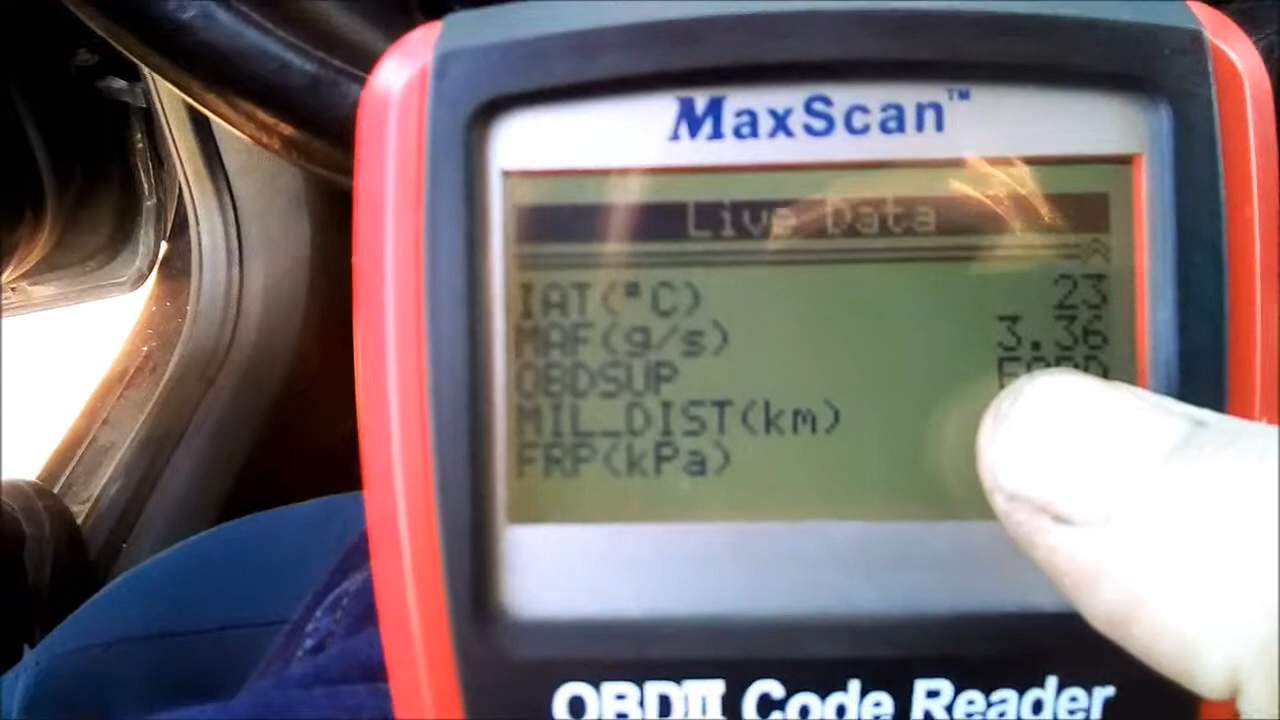 MaxScan™
Live Data
IAT(°C) 23
MAF(g/s) 3.36
OBDSUP
MIL_DIST(km)
FRP(kPa)
OBDII Code Reader